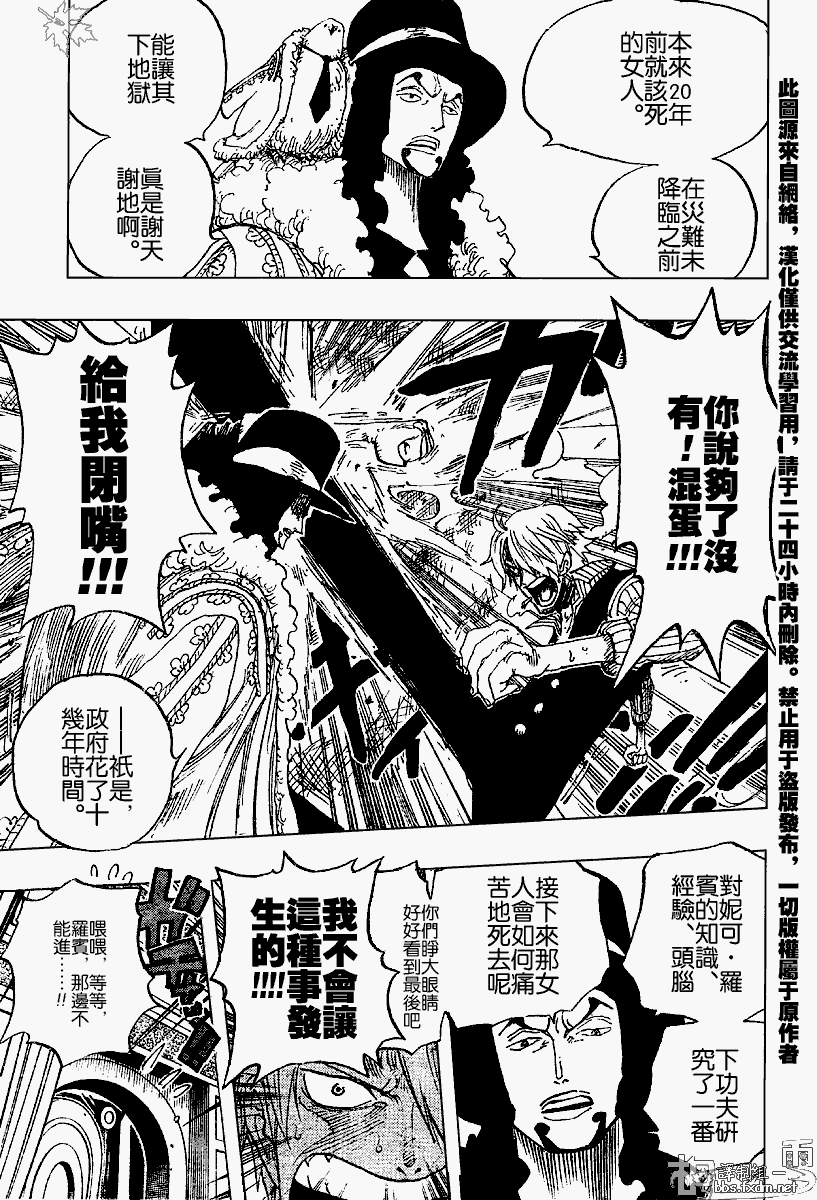 本來20年
前就該死
的女人。
在災難未
降臨之前
能讓其
下地獄
真是謝天
謝地啊。
你說夠了沒
有！混蛋!!!
給我閉嘴!!!
——祇是，
政府花了十
幾年時間。
對妮可·羅
賓的知識、
經驗、頭腦
下功夫研
究了一番
接下來那女
人會如何痛
苦地死去呢
你們睜大眼睛
好好看到最後吧
我不會讓
這種事發
生的!!!!
喂喂，等等，
羅賓，那邊不
能進……!!
此圖源來自網絡，漢化僅供交流學習用，請于二十四小時內刪除。禁止用于盜版發布，一切版權屬于原作者
雨
譯制組
bbs.fxdm.net